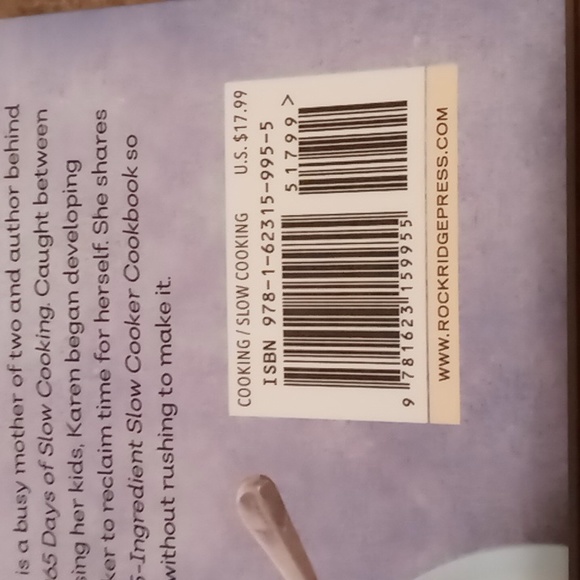 is a busy mother of two and author behind
65 Days of Slow Cooking. Caught between
sing her kids, Karen began developing
ker to reclaim time for herself. She shares
5-Ingredient Slow Cooker Cookbook so
without rushing to make it.
COOKING / SLOW COOKING U.S. $17.99
ISBN 978-1-62315-995-5
51799>
9 781623 159955
WWW.ROCKRIDGEPRESS.COM